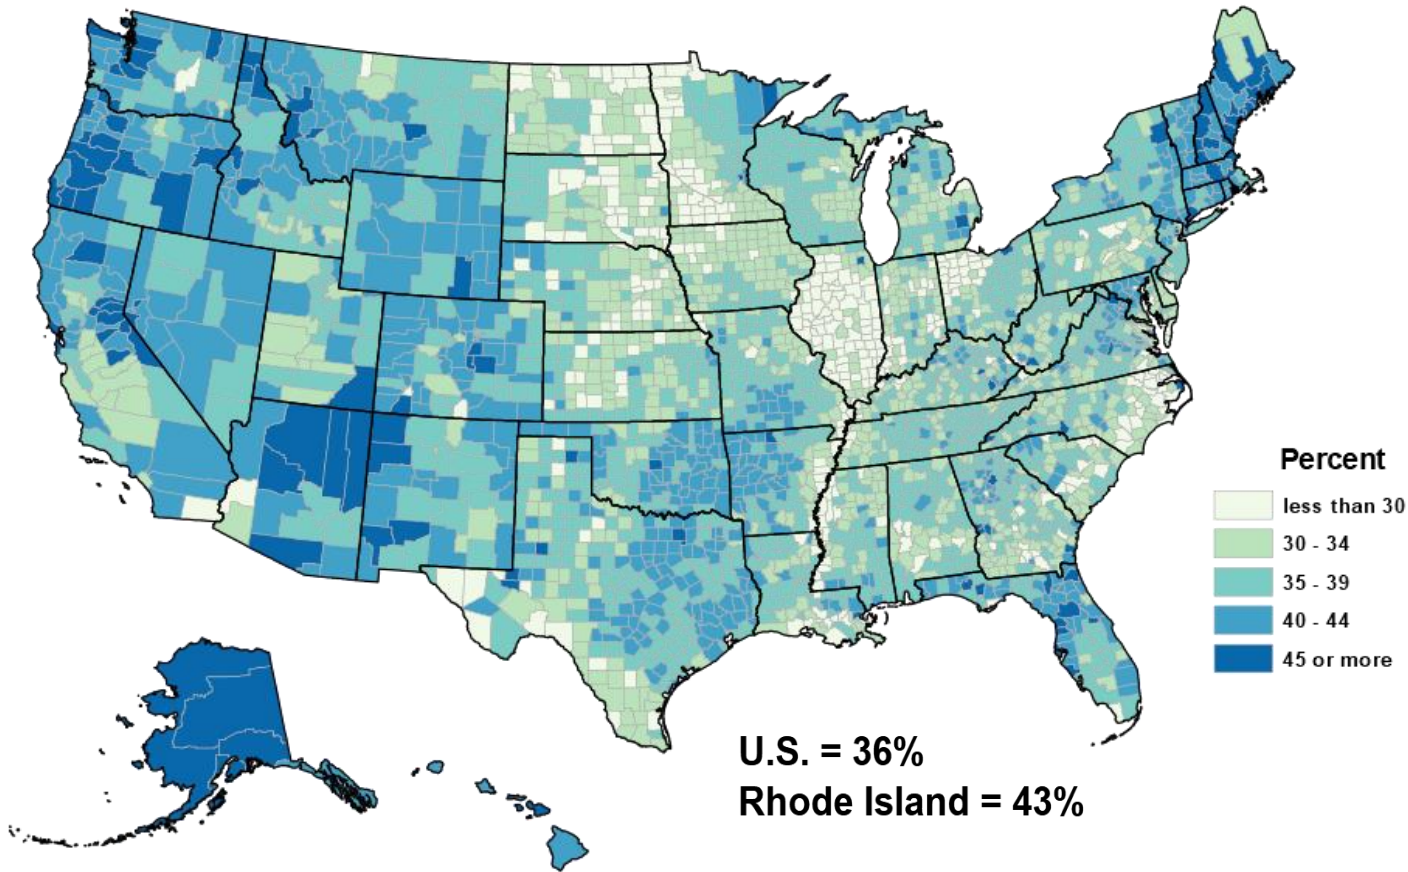 Percent
less than 30
30 - 34
35 - 39
40 - 44
45 or more
U.S. = 36%
Rhode Island = 43%